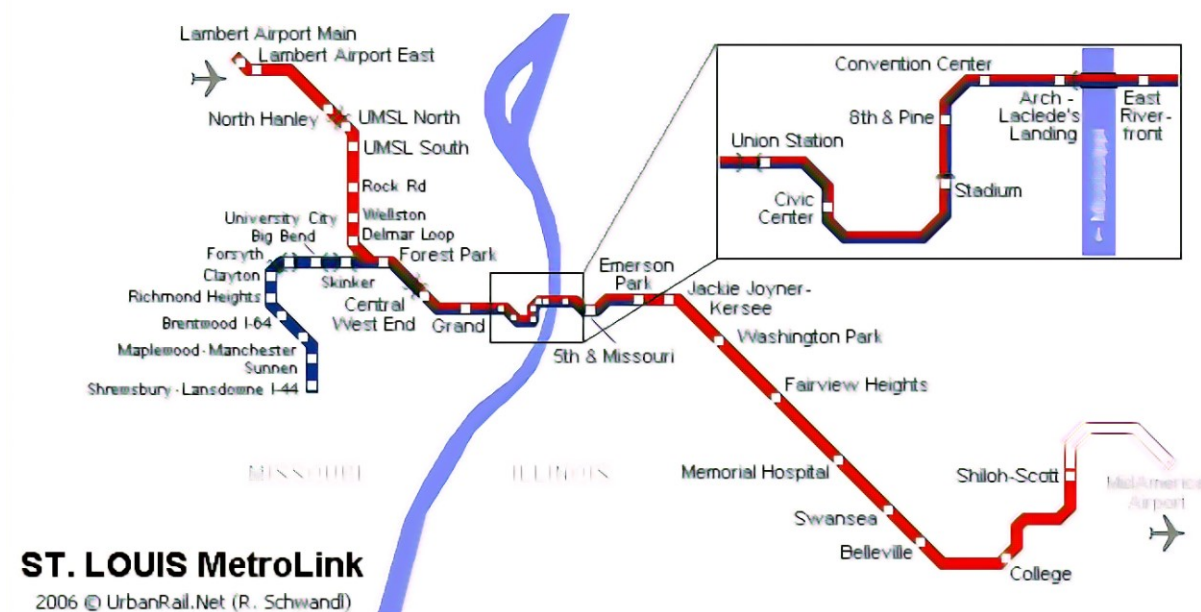 Lambert Airport Main
Lambert Airport East
North Hanley
UMSL North
UMSL South
Rock Rd
Wellston
Delmar Loop
University City
Big Bend
Forsyth
Skinker
Forest Park
Clayton
Richmond Heights
Brentwood I-64
Maplewood-Manchester
Sunnen
Shrewsbury-Lansdowne I-44
Central
West End
Grand
Convention Center
8th & Pine
Arch -
Laclede's
Landing
East
River-
front
Union Station
Civic
Center
Stadium
Emerson
Park
5th & Missouri
Jackie Joyner-
Kersee
Washington Park
Fairview Heights
Memorial Hospital
Swansea
Belleville
College
Shiloh-Scott
MidAmerica
Airport
MISSOURI
ILLINOIS
ST. LOUIS MetroLink
2006 © UrbanRail.Net (R. Schwandl)